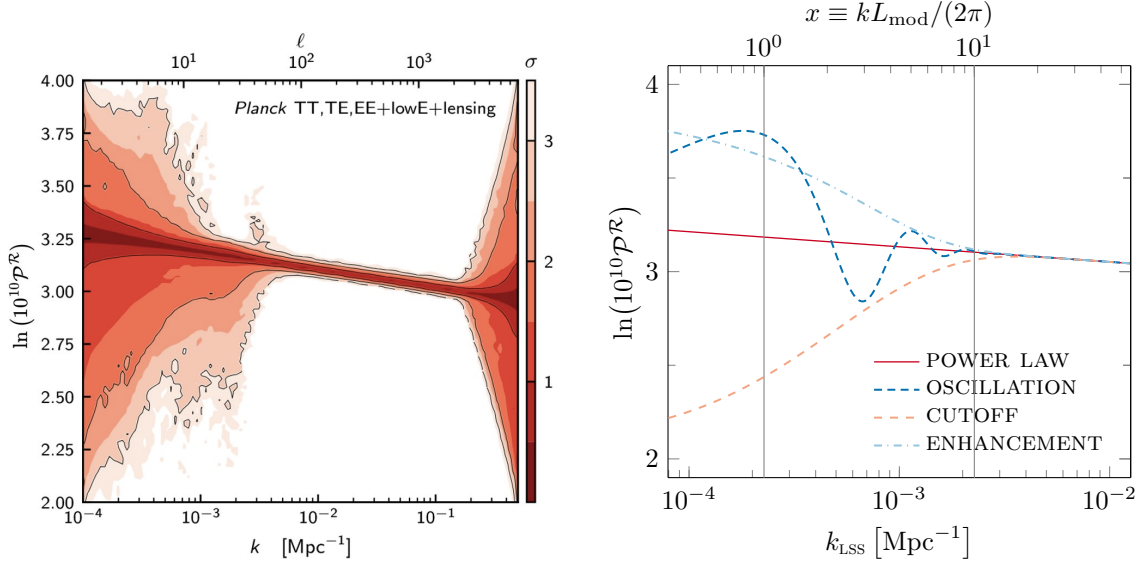 ℓ
10¹ 10² 10³
σ
4.00
3.75
3.50
3.25
3.00
2.75
2.50
2.25
2.00
ln (10¹⁰𝒫ᴿ)
Planck TT,TE,EE+lowE+lensing
3
2
1
10⁻⁴ 10⁻³ 10⁻² 10⁻¹
k [Mpc⁻¹]
x ≡ kL_mod/(2π)
10⁰ 10¹
4
3
2
ln(10¹⁰𝒫ᴿ)
POWER LAW
OSCILLATION
CUTOFF
ENHANCEMENT
10⁻⁴ 10⁻³ 10⁻²
k_LSS [Mpc⁻¹]